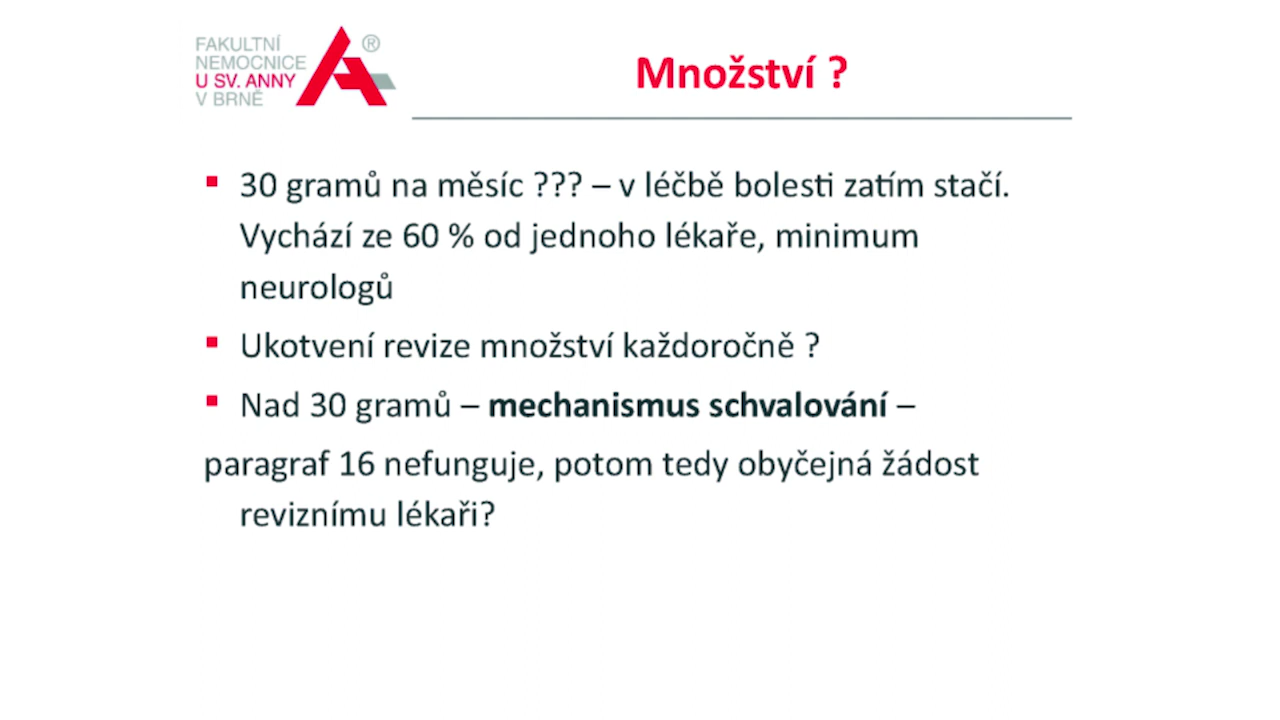 FAKULTNÍ
NEMOCNICE
U SV. ANNY
V BRNĚ
®
Množství ?
30 gramů na měsíc ??? – v léčbě bolesti zatím stačí.
Vychází ze 60 % od jednoho lékaře, minimum
neurologů
Ukotvení revize množství každoročně ?
Nad 30 gramů – mechanismus schvalování –
paragraf 16 nefunguje, potom tedy obyčejná žádost
reviznímu lékaři?